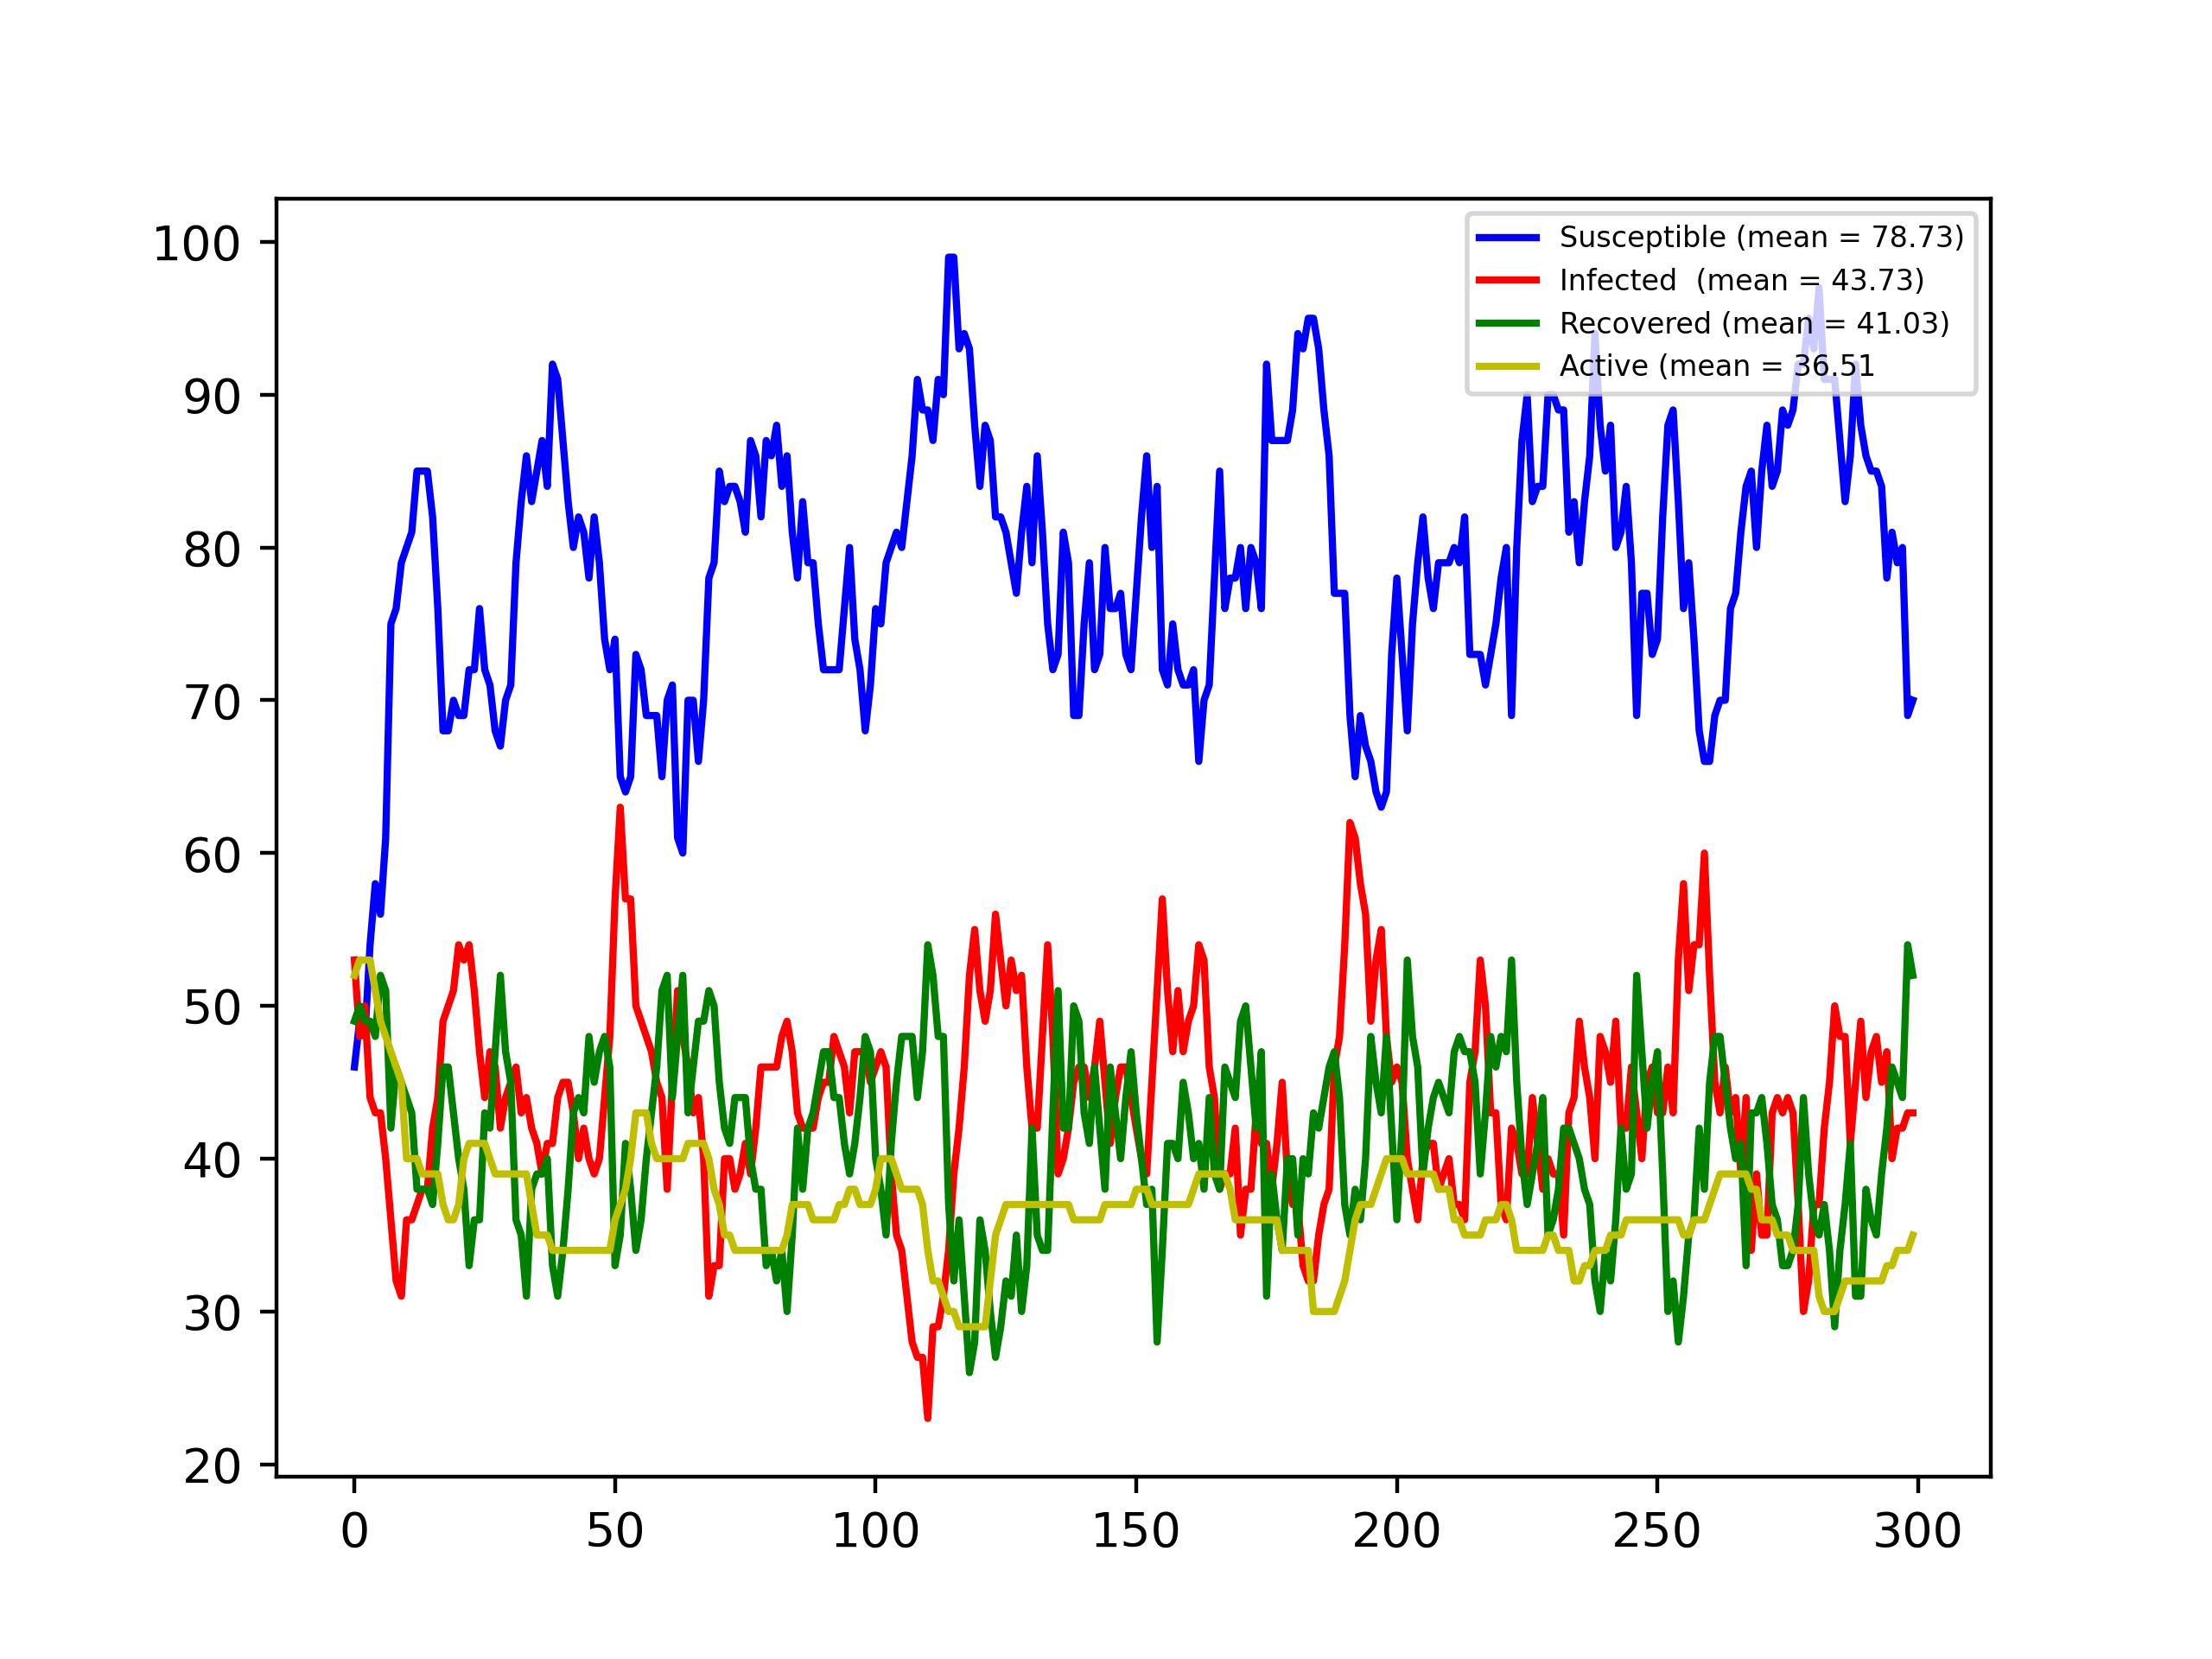 Susceptible (mean = 78.73)
Infected  (mean = 43.73)
Recovered (mean = 41.03)
Active (mean = 36.51
100
90
80
70
60
50
40
30
20
0 50 100 150 200 250 300